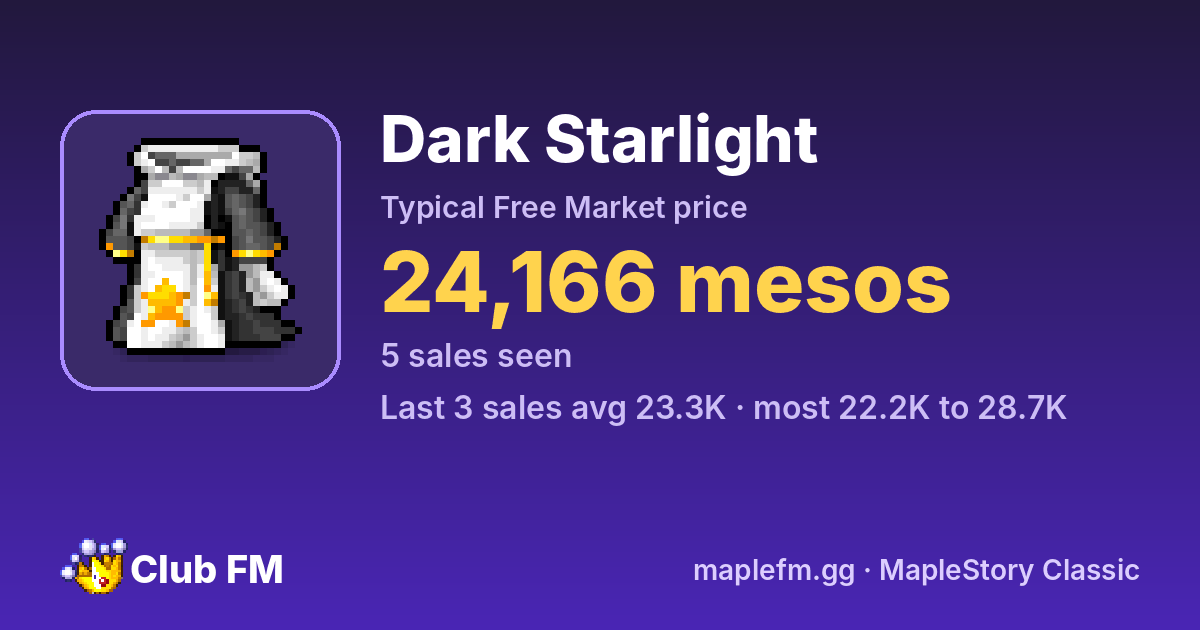 Dark Starlight
Typical Free Market price
24,166 mesos
5 sales seen
Last 3 sales avg 23.3K · most 22.2K to 28.7K
Club FM
maplefm.gg · MapleStory Classic